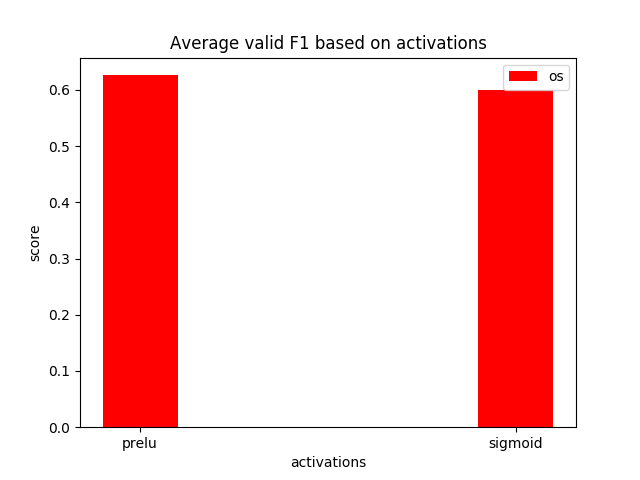 Average valid F1 based on activations
os
score
0.6
0.5
0.4
0.3
0.2
0.1
0.0
prelu
sigmoid
activations